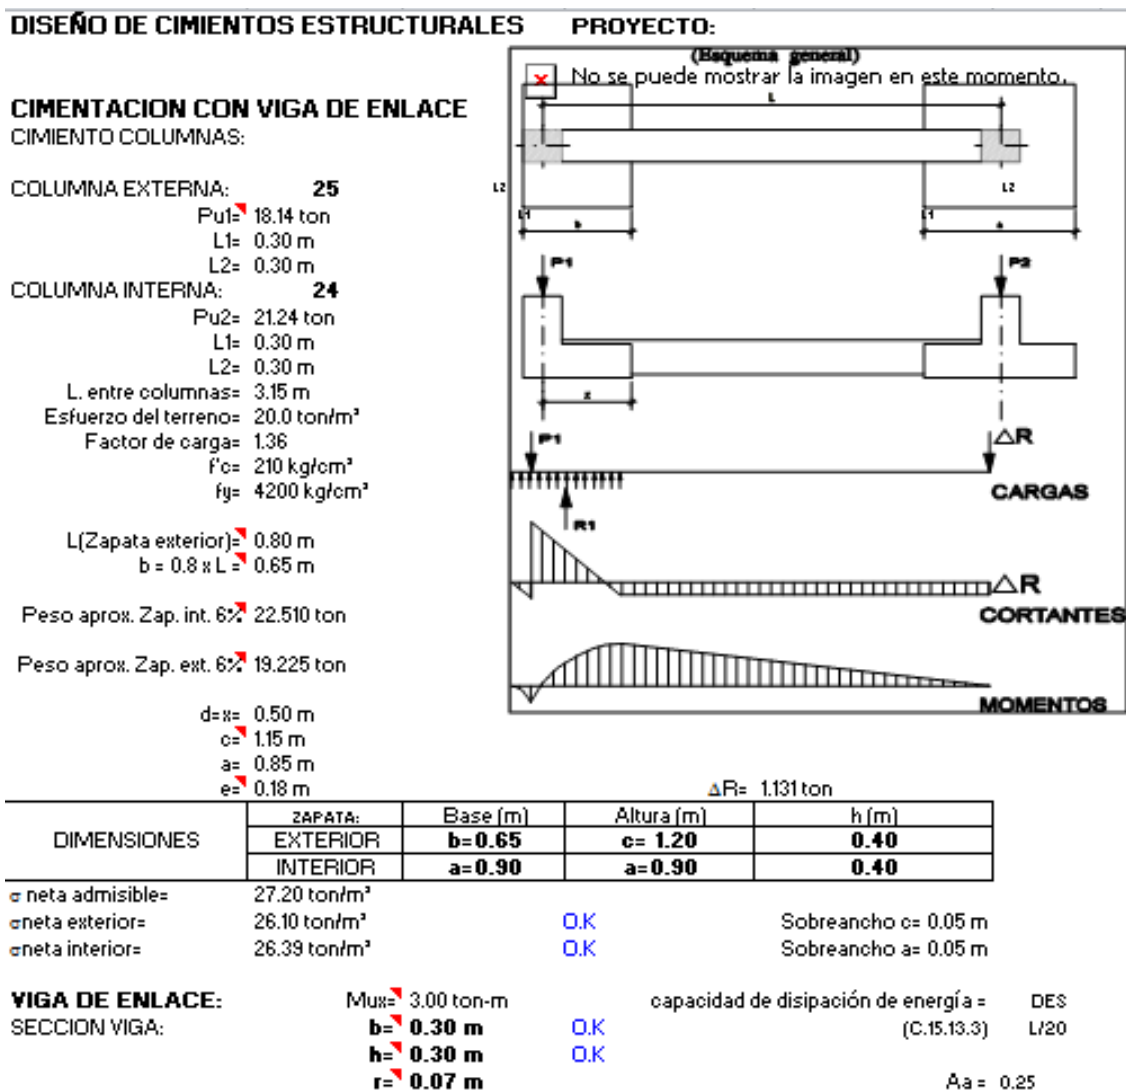 DISEÑO DE CIMIENTOS ESTRUCTURALES PROYECTO:
(Esquema general)
No se puede mostrar la imagen en este momento.
L
CIMENTACION CON VIGA DE ENLACE
CIMIENTO COLUMNAS:
COLUMNA EXTERNA: 25
L2 L2
Pu1= 18.14 ton
L1 L1
L1= 0.30 m
b a
L2= 0.30 m
P1 P2
COLUMNA INTERNA: 24
Pu2= 21.24 ton
L1= 0.30 m
L2= 0.30 m
L. entre columnas= 3.15 m
x
Esfuerzo del terreno= 20.0 ton/m²
Factor de carga= 1.36
P1 ΔR
f'c= 210 kg/cm²
fy= 4200 kg/cm²
CARGAS
R1
L(Zapata exterior)= 0.80 m
b = 0.8 x L = 0.65 m
ΔR
Peso aprox. Zap. int. 6% 22.510 ton
CORTANTES
Peso aprox. Zap. ext. 6% 19.225 ton
MOMENTOS
d=x= 0.50 m
c= 1.15 m
a= 0.85 m
e= 0.18 m ΔR= 1.131 ton
DIMENSIONES ZAPATA: Base (m) Altura (m) h (m)
EXTERIOR b=0.65 c= 1.20 0.40
INTERIOR a=0.90 a=0.90 0.40
σ neta admisible= 27.20 ton/m²
σneta exterior= 26.10 ton/m² O.K Sobreancho c= 0.05 m
σneta interior= 26.39 ton/m² O.K Sobreancho a= 0.05 m
VIGA DE ENLACE: Mux= 3.00 ton-m capacidad de disipación de energía = DES
SECCION VIGA: b= 0.30 m O.K (C.15.13.3) L/20
h= 0.30 m O.K
r= 0.07 m Aa = 0.25